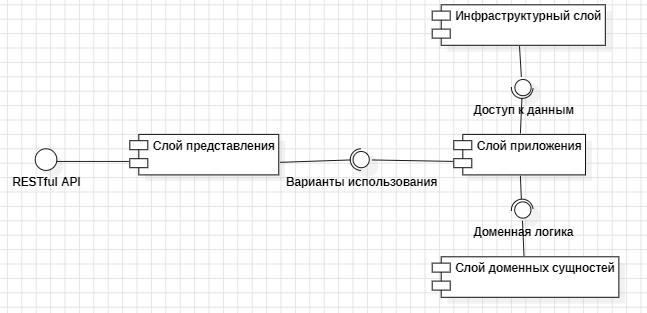 Инфраструктурный слой
Доступ к данным
Слой представления
Слой приложения
RESTful API
Варианты использования
Доменная логика
Слой доменных сущностей